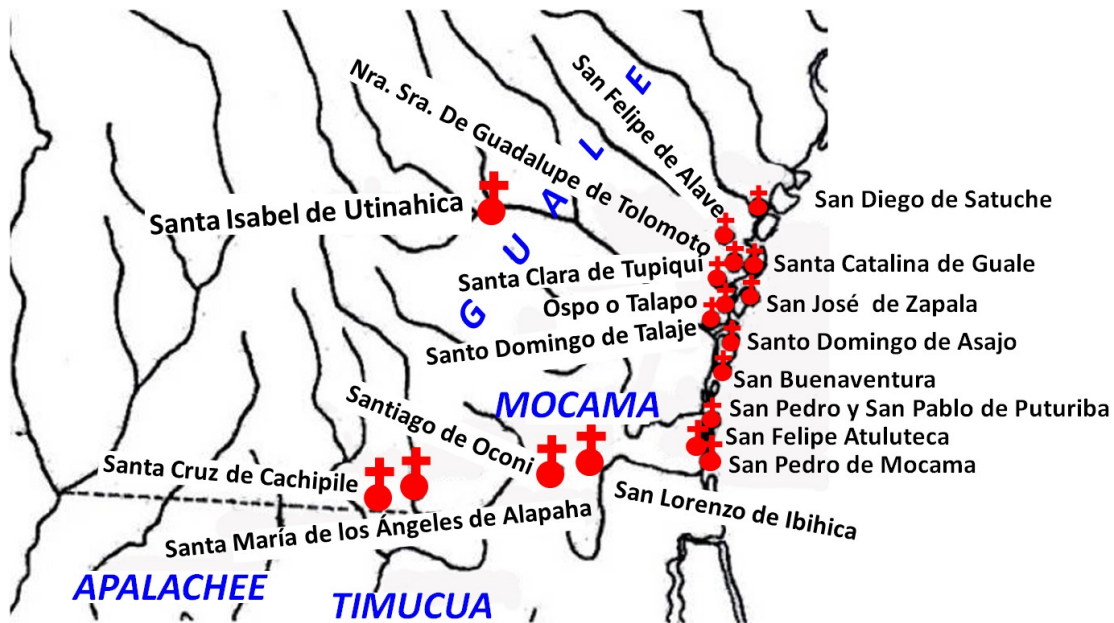 Nra. Sra. De Guadalupe de Tolomoto
San Felipe de Alave
GUALE
Santa Isabel de Utinahica
San Diego de Satuche
Santa Clara de Tupiquí
Santa Catalina de Guale
Ospo o Talapo
San José de Zapala
Santo Domingo de Talaje
Santo Domingo de Asajo
San Buenaventura
MOCAMA
Santiago de Oconi
San Pedro y San Pablo de Puturiba
San Felipe Atuluteca
San Pedro de Mocama
Santa Cruz de Cachipile
San Lorenzo de Ibihica
Santa María de los Ángeles de Alapaha
APALACHEE
TIMUCUA